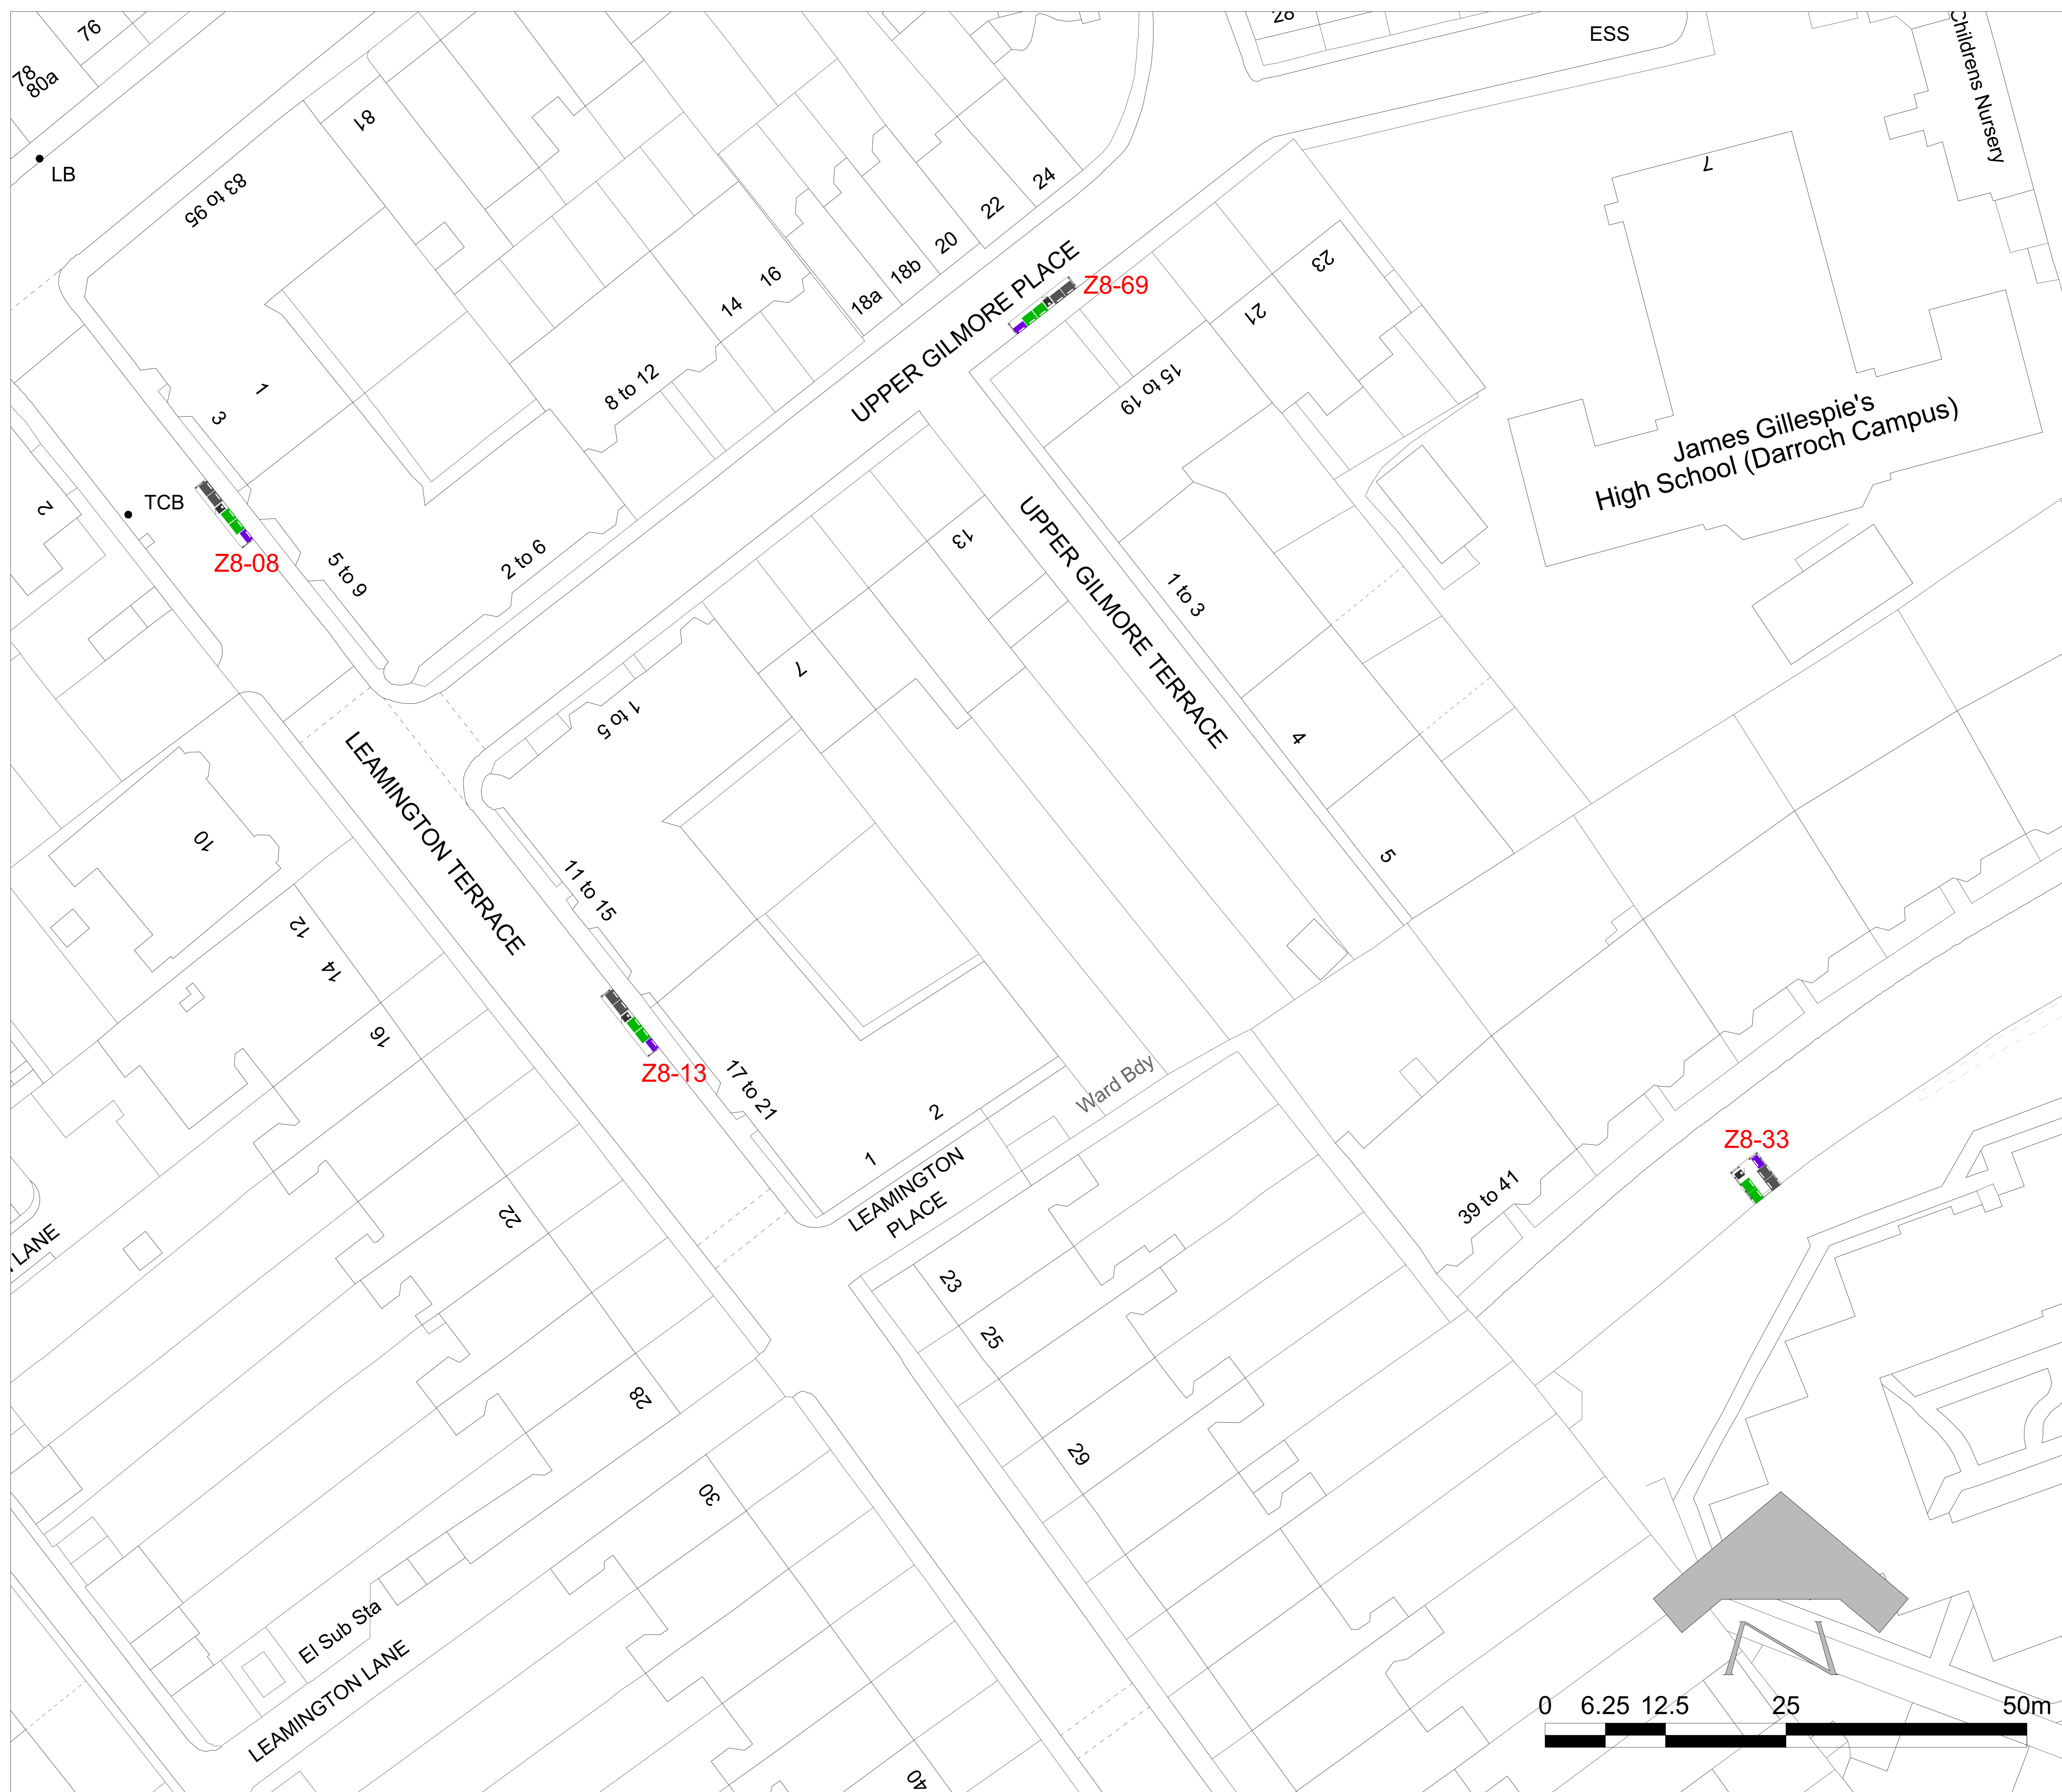 76
78
80a
LB
81
83 to 95
28
ESS
Childrens Nursery
7
24
22
20
18b
18a
16
14
8 to 12
UPPER GILMORE PLACE
Z8-69
23
21
15 to 19
James Gillespie's
High School (Darroch Campus)
1
3
2
TCB
Z8-08
5 to 9
2 to 6
13
7
1 to 5
UPPER GILMORE TERRACE
1 to 3
4
5
LEAMINGTON TERRACE
10
12
14
16
11 to 15
Z8-13
17 to 21
2
1
LEAMINGTON
PLACE
Ward Bdy
Z8-33
39 to 41
LANE
22
23
25
28
29
30
El Sub Sta
LEAMINGTON LANE
40
N
0 6.25 12.5 25 50m